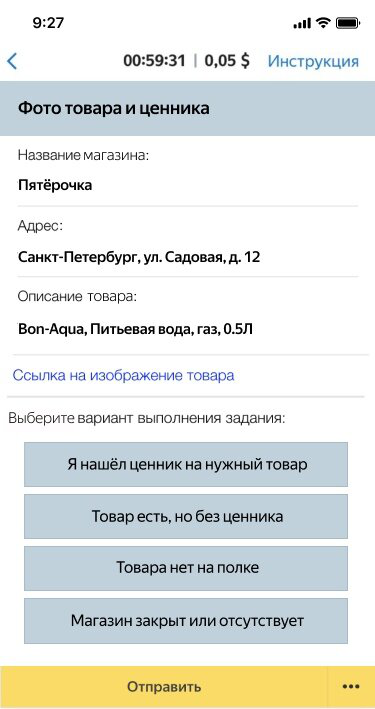 9:27
00:59:31 | 0,05 $ Инструкция
Фото товара и ценника
Название магазина:
Пятёрочка
Адрес:
Санкт-Петербург, ул. Садовая, д. 12
Описание товара:
Bon-Aqua, Питьевая вода, газ, 0.5Л
Ссылка на изображение товара
Выберите вариант выполнения задания:
Я нашёл ценник на нужный товар
Товар есть, но без ценника
Товара нет на полке
Магазин закрыт или отсутствует
Отправить